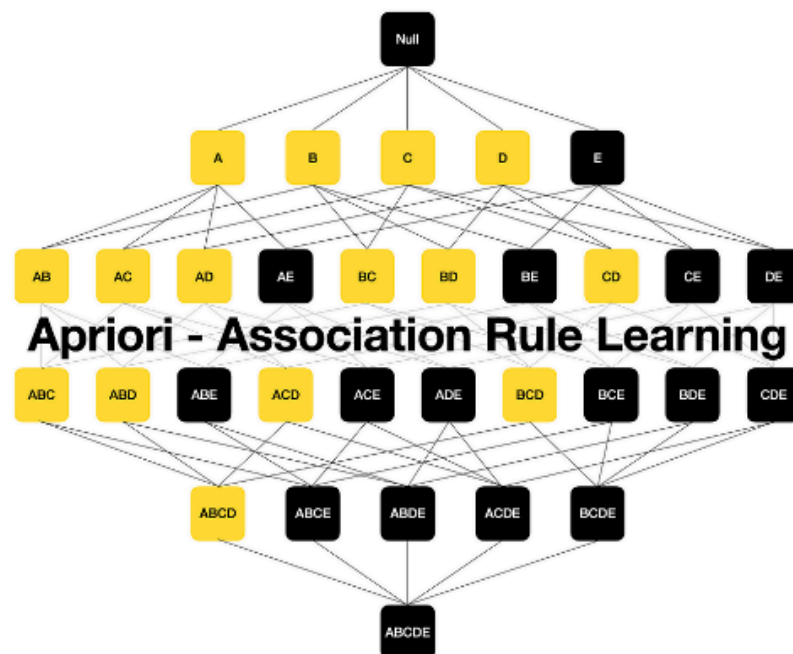 Null
A B C D E
AB AC AD AE BC BD BE CD CE DE
Apriori - Association Rule Learning
ABC ABD ABE ACD ACE ADE BCD BCE BDE CDE
ABCD ABCE ABDE ACDE BCDE
ABCDE